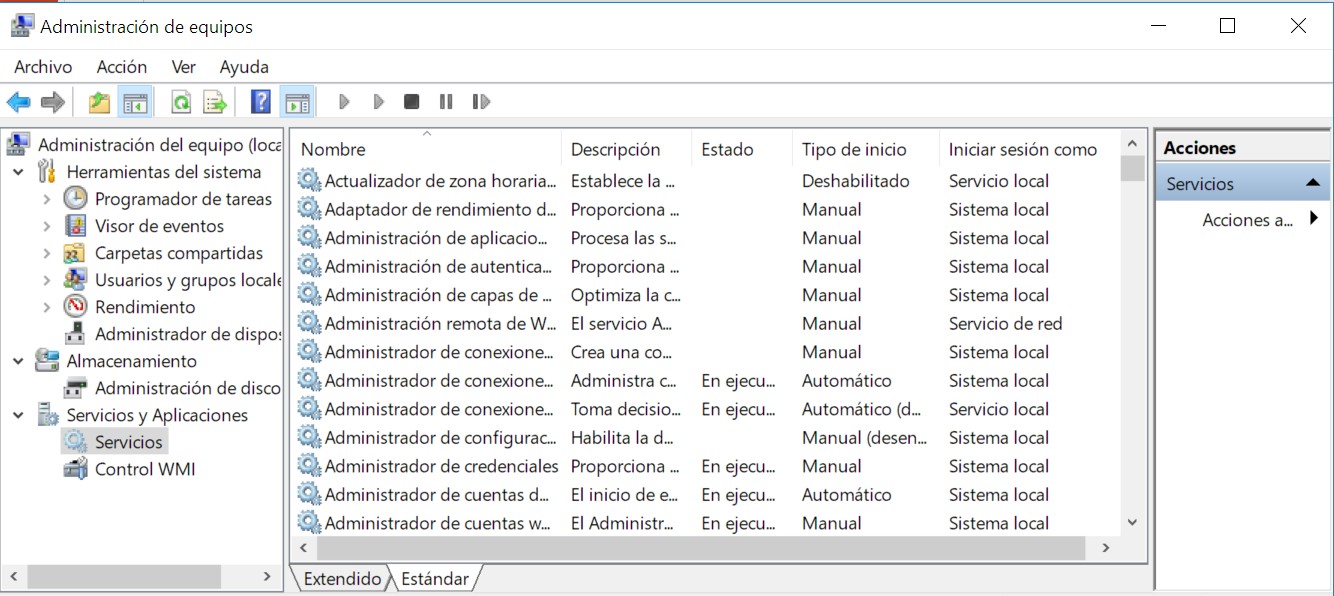 Administración de equipos
Archivo Acción Ver Ayuda
Administración del equipo (loca
Herramientas del sistema
Programador de tareas
Visor de eventos
Carpetas compartidas
Usuarios y grupos locale
Rendimiento
Administrador de dispos
Almacenamiento
Administración de disco
Servicios y Aplicaciones
Servicios
Control WMI
Nombre Descripción Estado Tipo de inicio Iniciar sesión como
Actualizador de zona horaria... Establece la ... Deshabilitado Servicio local
Adaptador de rendimiento d... Proporciona ... Manual Sistema local
Administración de aplicacio... Procesa las s... Manual Sistema local
Administración de autentica... Proporciona ... Manual Sistema local
Administración de capas de ... Optimiza la c... Manual Sistema local
Administración remota de W... El servicio A... Manual Servicio de red
Administrador de conexione... Crea una co... Manual Sistema local
Administrador de conexione... Administra c... En ejecu... Automático Sistema local
Administrador de conexione... Toma decisio... En ejecu... Automático (d... Servicio local
Administrador de configurac... Habilita la d... Manual (desen... Sistema local
Administrador de credenciales Proporciona ... En ejecu... Manual Sistema local
Administrador de cuentas d... El inicio de e... En ejecu... Automático Sistema local
Administrador de cuentas w... El Administr... En ejecu... Manual Sistema local
Extendido Estándar
Acciones
Servicios
Acciones a...